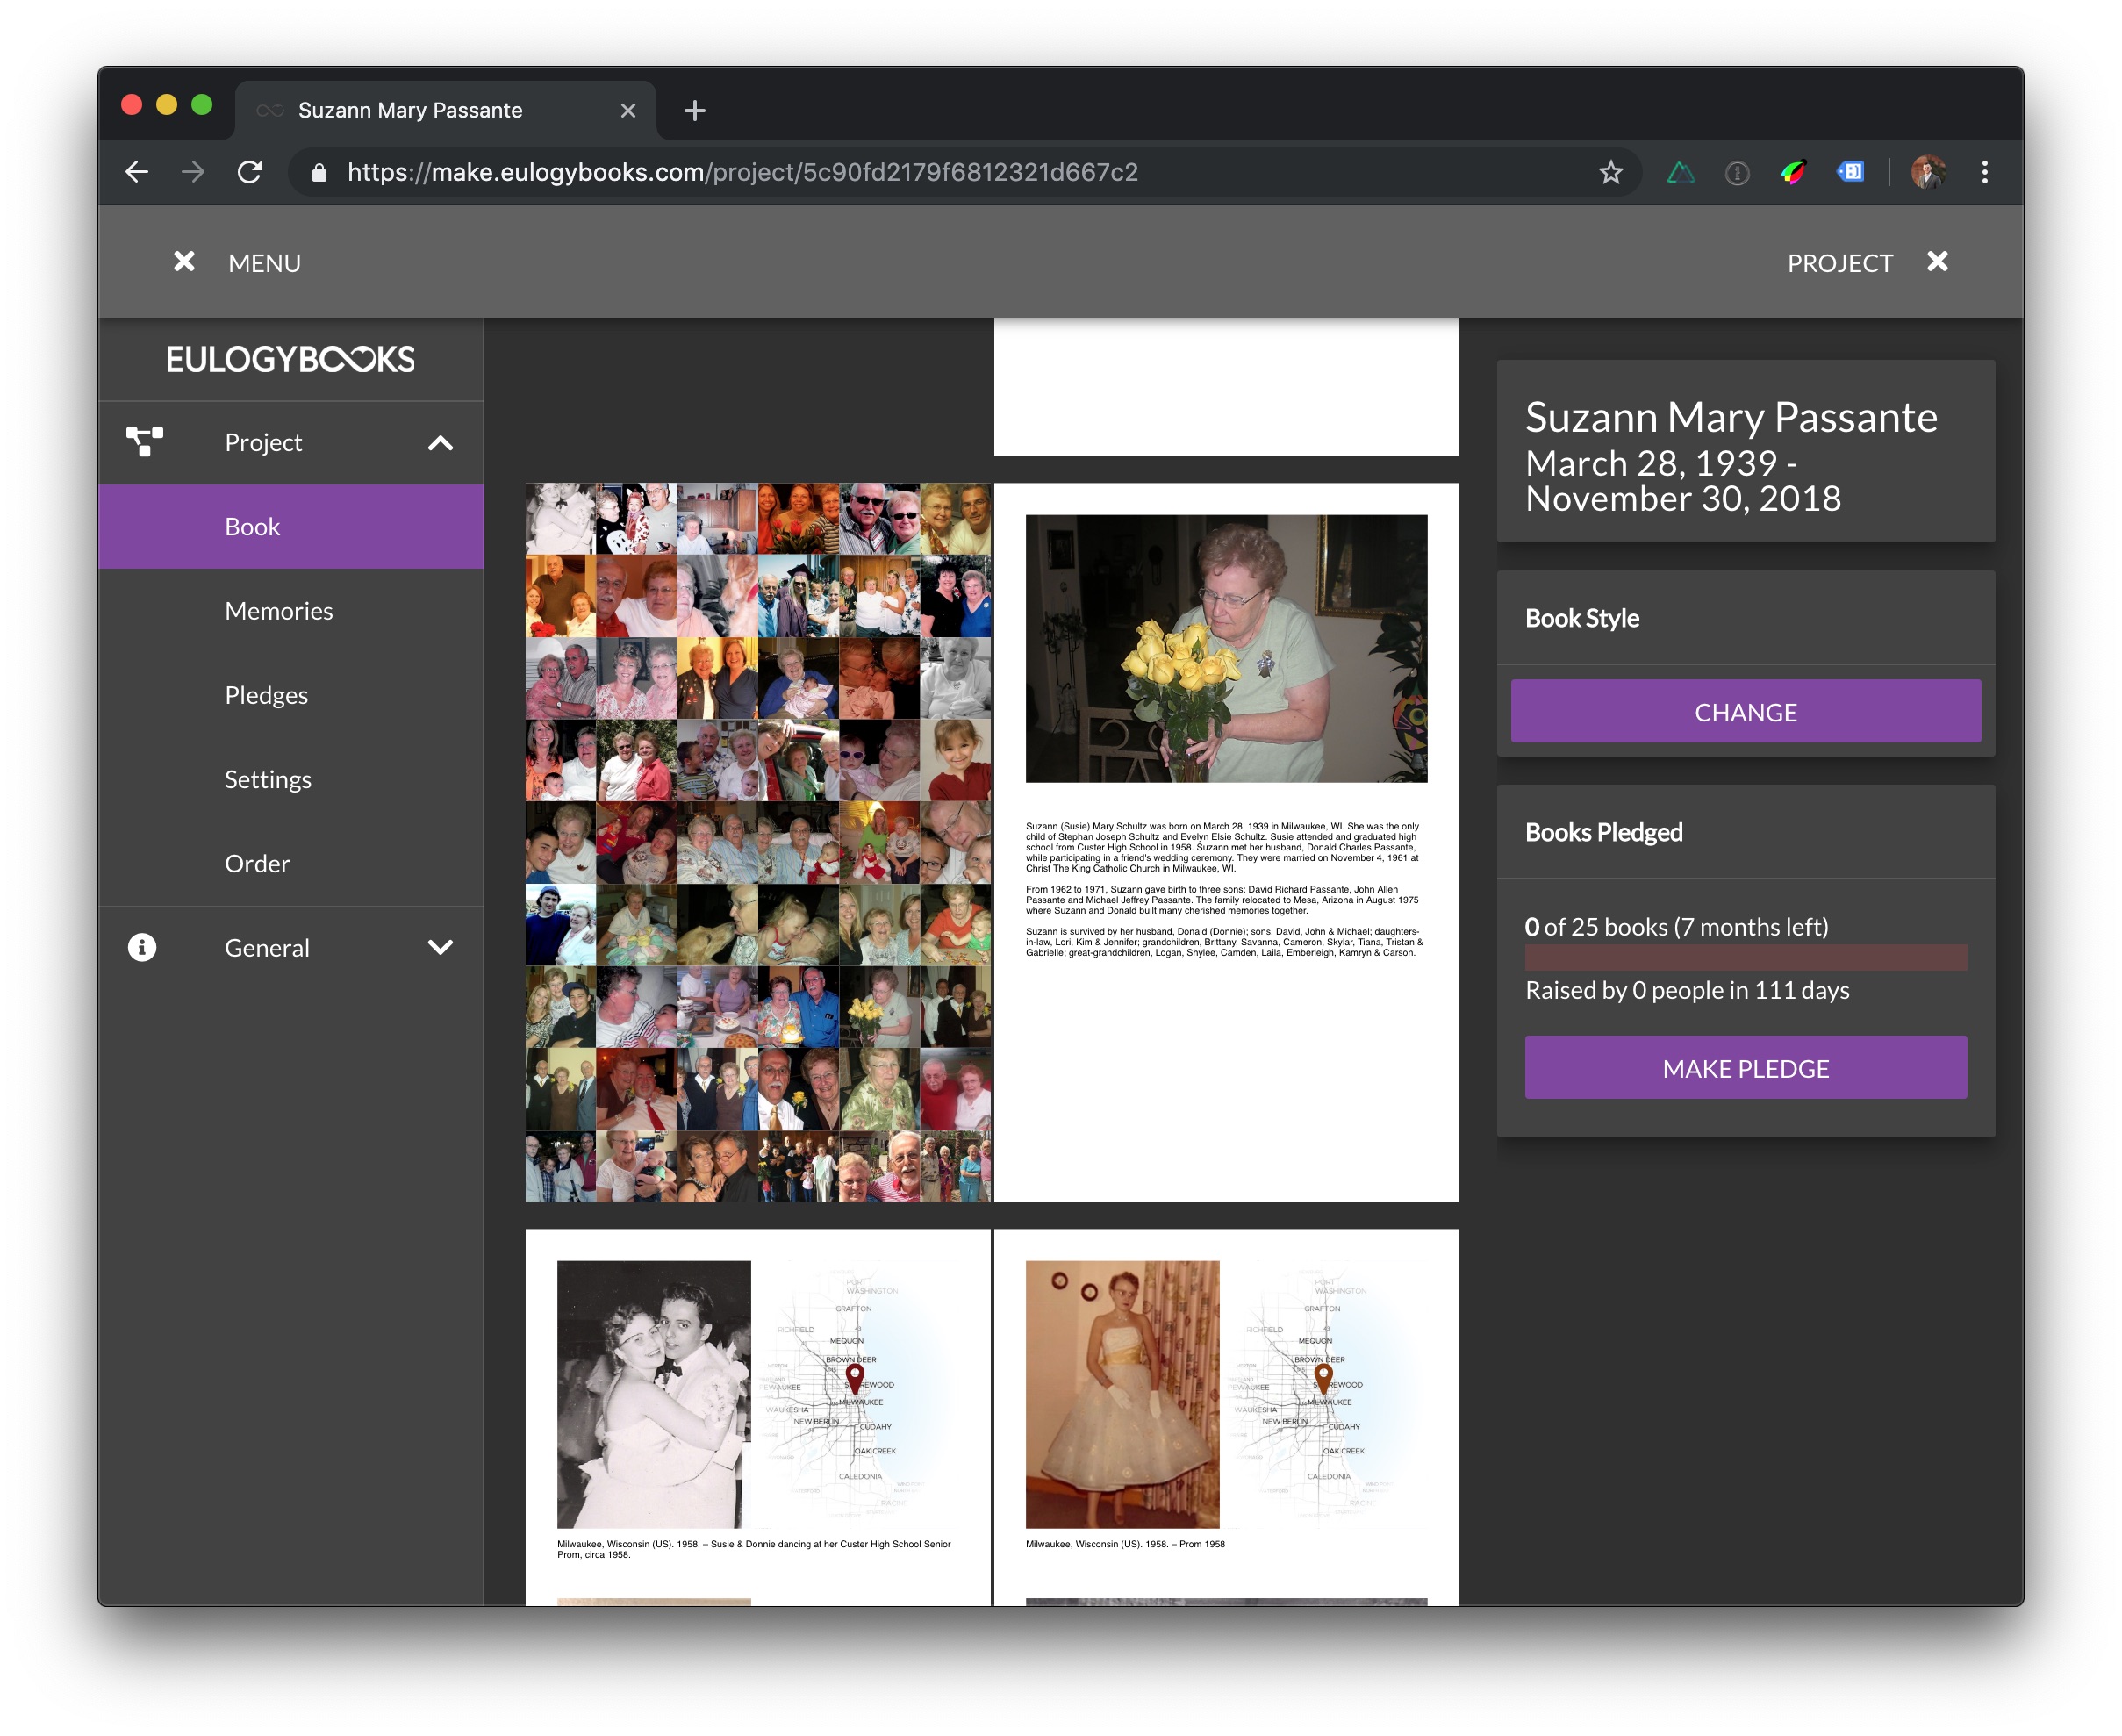 Suzann Mary Passante
https://make.eulogybooks.com/project/5c90fd2179f6812321d667c2
MENU
PROJECT
EULOGYBOOKS
Project
Book
Memories
Pledges
Settings
Order
General
Suzann (Susie) Mary Schultz was born on March 28, 1939 in Milwaukee, WI. She was the only
child of Stephan Joseph Schultz and Evelyn Elsie Schultz. Susie attended and graduated high
school from Custer High School in 1958. Suzann met her husband, Donald Charles Passante,
while participating in a friend's wedding ceremony. They were married on November 4, 1961 at
Christ The King Catholic Church in Milwaukee, WI.
From 1962 to 1971, Suzann gave birth to three sons: David Richard Passante, John Allen
Passante and Michael Jeffrey Passante. The family relocated to Mesa, Arizona in August 1975
where Suzann and Donald built many cherished memories together.
Suzann is survived by her husband, Donald (Donnie); sons, David, John & Michael; daughters-
in-law, Lori, Kim & Jennifer; grandchildren, Brittany, Savanna, Cameron, Skylar, Tiana, Tristan &
Gabrielle; great-grandchildren, Logan, Shylee, Camden, Laila, Emberleigh, Kamryn & Carson.
PORT
WASHINGTON
GRAFTON
RICHFIELD
MEQUON
BROWN DEER
PEWAUKEE
MILWAUKEE
WAUKESHA
NEW BERLIN
CUDAHY
OAK CREEK
CALEDONIA
RACINE
Milwaukee, Wisconsin (US). 1958. – Susie & Donnie dancing at her Custer High School Senior
Prom, circa 1958.
PORT
WASHINGTON
GRAFTON
RICHFIELD
MEQUON
BROWN DEER
PEWAUKEE
MILWAUKEE
WAUKESHA
NEW BERLIN
CUDAHY
OAK CREEK
CALEDONIA
RACINE
Milwaukee, Wisconsin (US). 1958. – Prom 1958
Suzann Mary Passante
March 28, 1939 -
November 30, 2018
Book Style
CHANGE
Books Pledged
0 of 25 books (7 months left)
Raised by 0 people in 111 days
MAKE PLEDGE